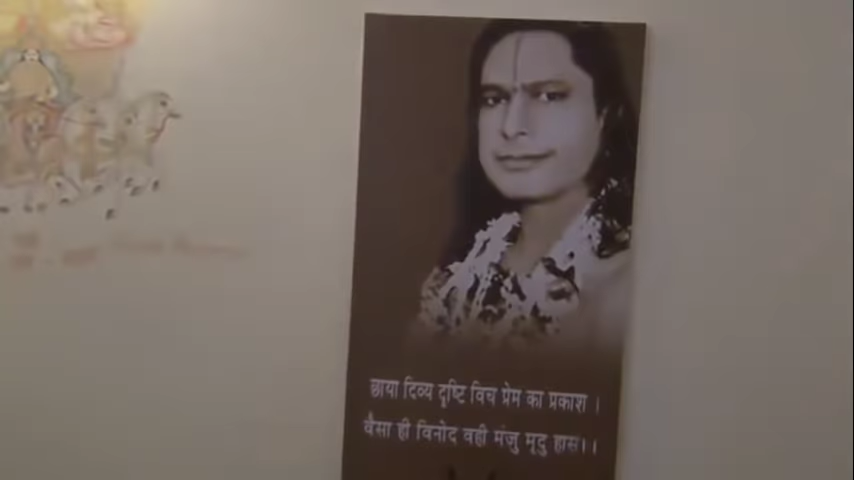 छाया दिव्य दृष्टि विच प्रेम का प्रकाश ।
वैसा ही विनोद वही मंजु मृदु हास।।